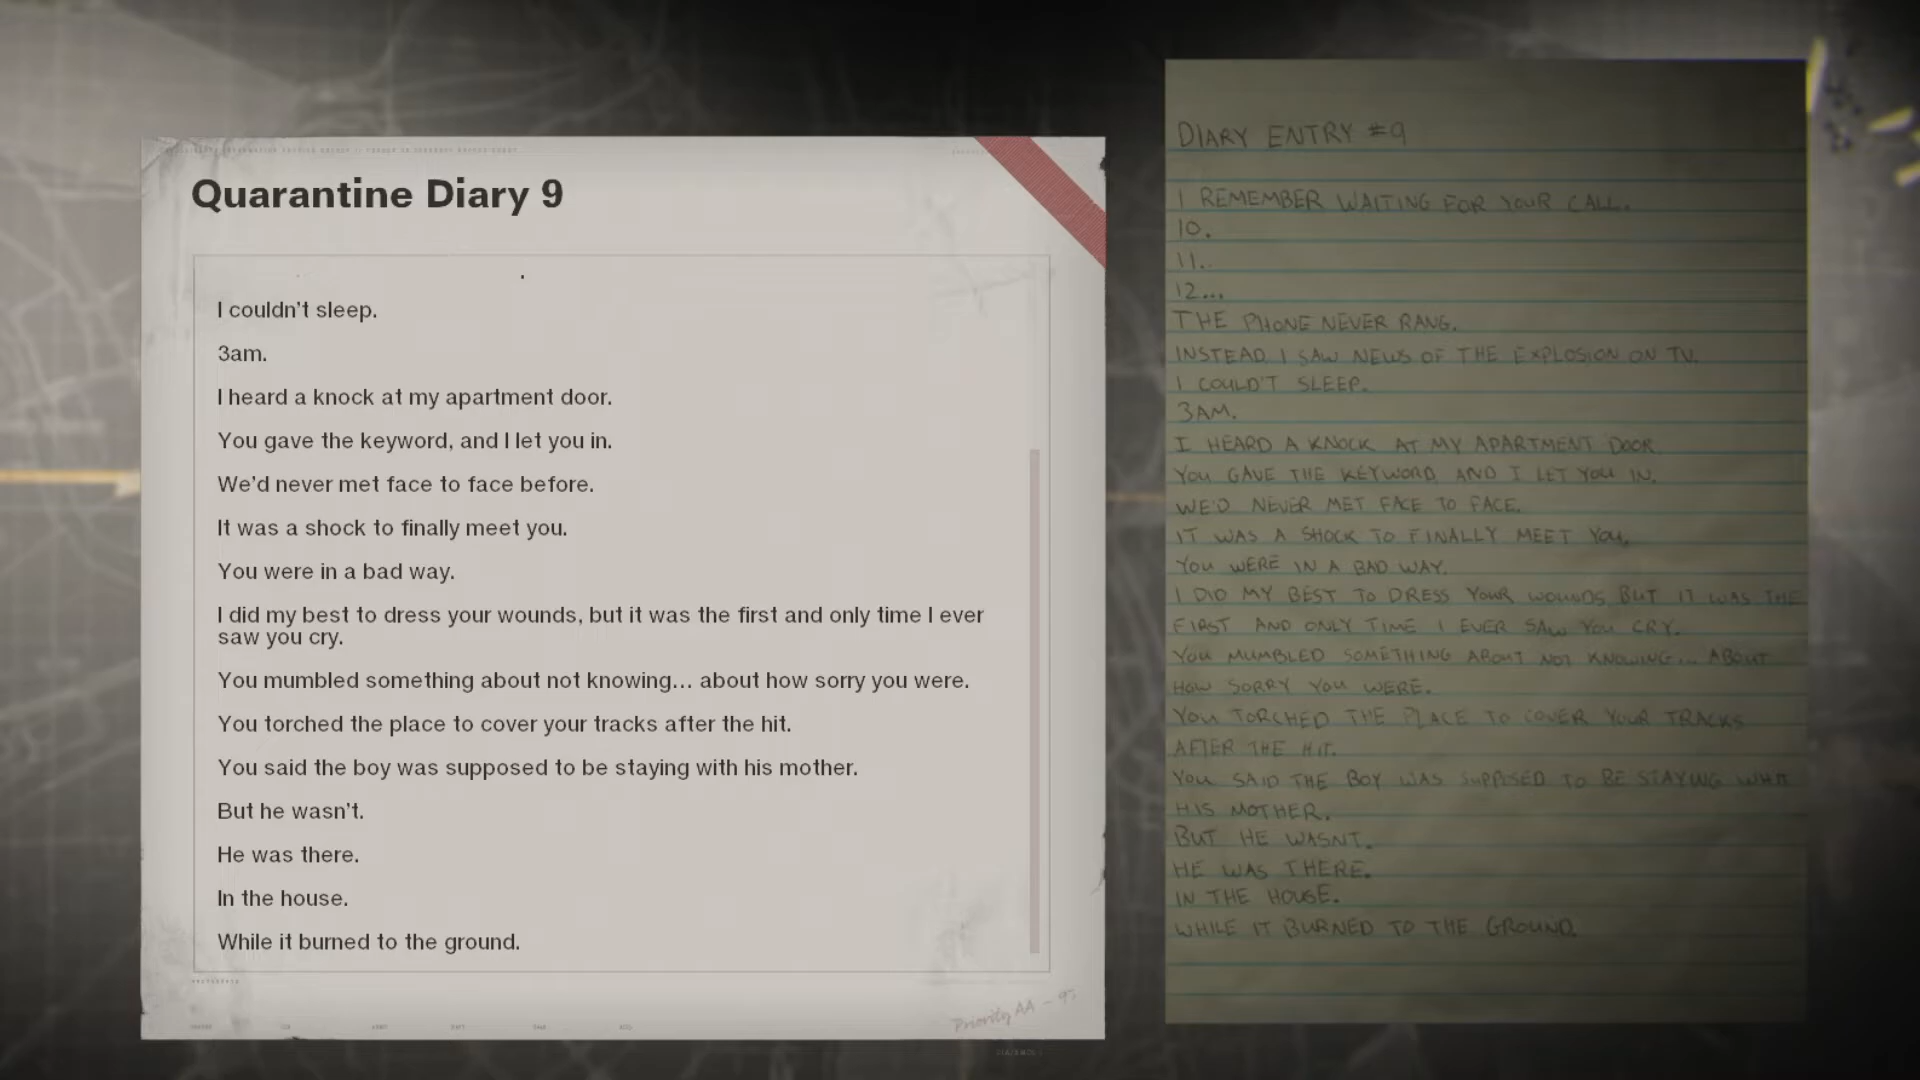 Quarantine Diary 9
I couldn't sleep.
3am.
I heard a knock at my apartment door.
You gave the keyword, and I let you in.
We'd never met face to face before.
It was a shock to finally meet you.
You were in a bad way.
I did my best to dress your wounds, but it was the first and only time I ever
saw you cry.
You mumbled something about not knowing... about how sorry you were.
You torched the place to cover your tracks after the hit.
You said the boy was supposed to be staying with his mother.
But he wasn't.
He was there.
In the house.
While it burned to the ground.
Priority AA - 95
DIARY ENTRY #9
I REMEMBER WAITING FOR YOUR CALL.
10.
11..
12...
THE PHONE NEVER RANG.
INSTEAD I SAW NEWS OF THE EXPLOSION ON TV.
I COULD'T SLEEP.
3AM.
I HEARD A KNOCK AT MY APARTMENT DOOR.
YOU GAVE THE KEYWORD, AND I LET YOU IN.
WE'D NEVER MET FACE TO FACE.
IT WAS A SHOCK TO FINALLY MEET YOU.
YOU WERE IN A BAD WAY.
I DID MY BEST TO DRESS YOUR WOUNDS, BUT IT WAS THE
FIRST AND ONLY TIME I EVER SAW YOU CRY.
YOU MUMBLED SOMETHING ABOUT NOT KNOWING... ABOUT
HOW SORRY YOU WERE.
YOU TORCHED THE PLACE TO COVER YOUR TRACKS
AFTER THE HIT.
YOU SAID THE BOY WAS SUPPOSED TO BE STAYING
HIS MOTHER.
BUT HE WASNT.
HE WAS THERE.
IN THE HOUSE.
WHILE IT BURNED TO THE GROUND.